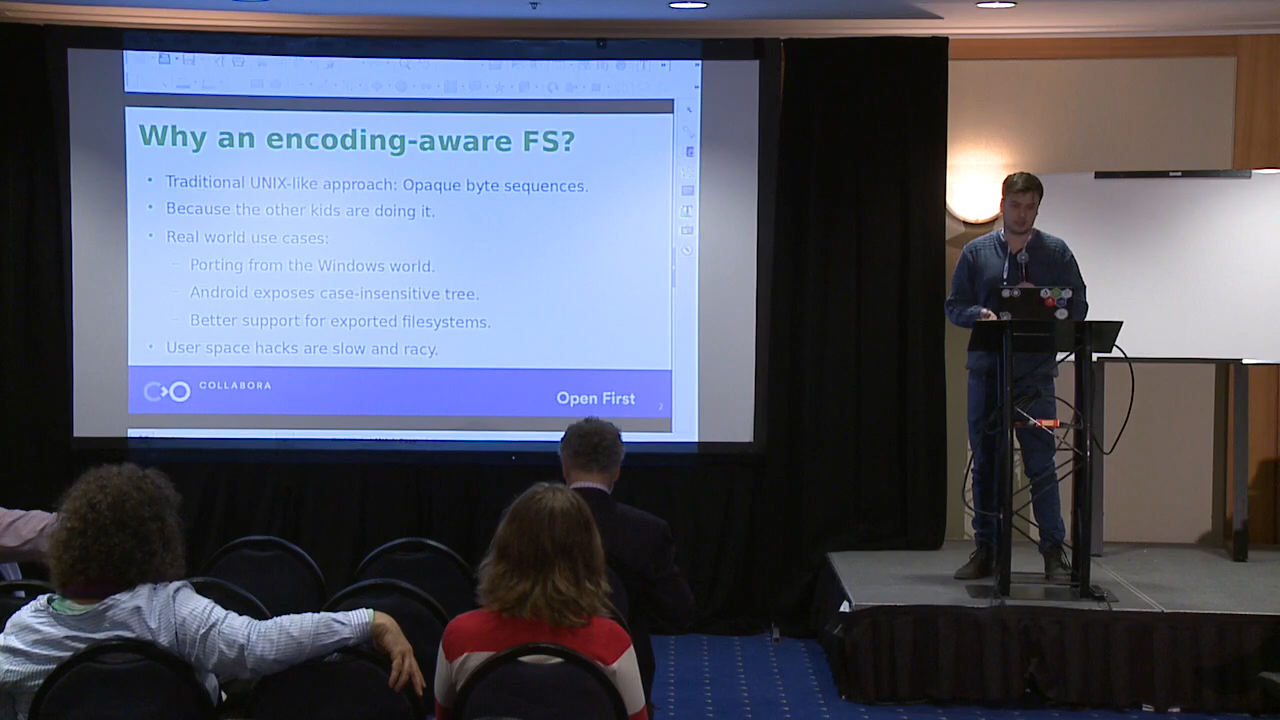 Why an encoding-aware FS?
• Traditional UNIX-like approach: Opaque byte sequences.
• Because the other kids are doing it.
• Real world use cases:
– Porting from the Windows world.
– Android exposes case-insensitive tree.
– Better support for exported filesystems.
• User space hacks are slow and racy.
COLLABORA
Open First
2